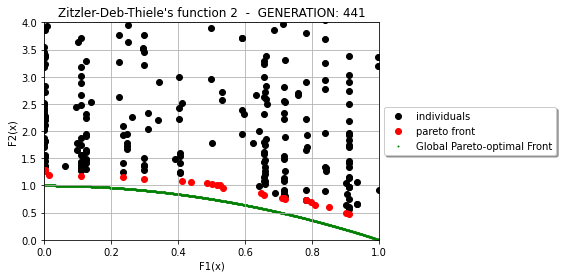 Zitzler-Deb-Thiele's function 2 - GENERATION: 441
4.0
3.5
3.0
2.5
2.0
1.5
1.0
0.5
0.0
F2(x)
0.0 0.2 0.4 0.6 0.8 1.0
F1(x)
individuals
pareto front
Global Pareto-optimal Front